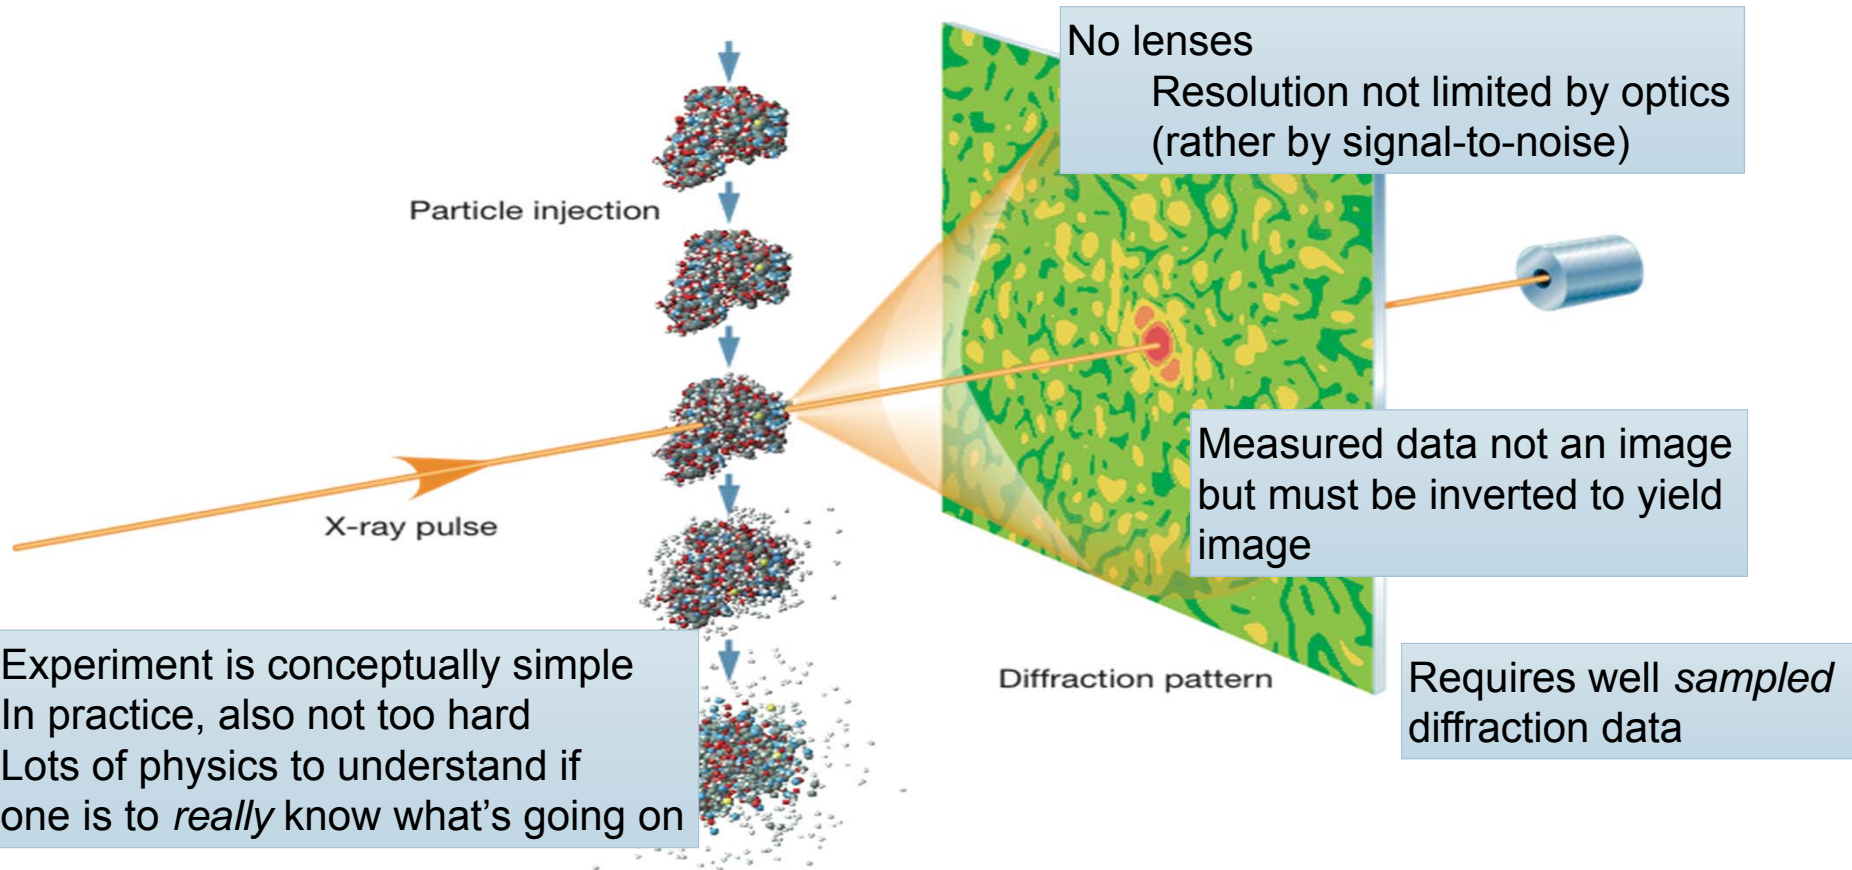 No lenses
Resolution not limited by optics
(rather by signal-to-noise)
Particle injection
Measured data not an image
but must be inverted to yield
image
X-ray pulse
Experiment is conceptually simple
In practice, also not too hard
Lots of physics to understand if
one is to really know what's going on
Diffraction pattern
Requires well sampled
diffraction data